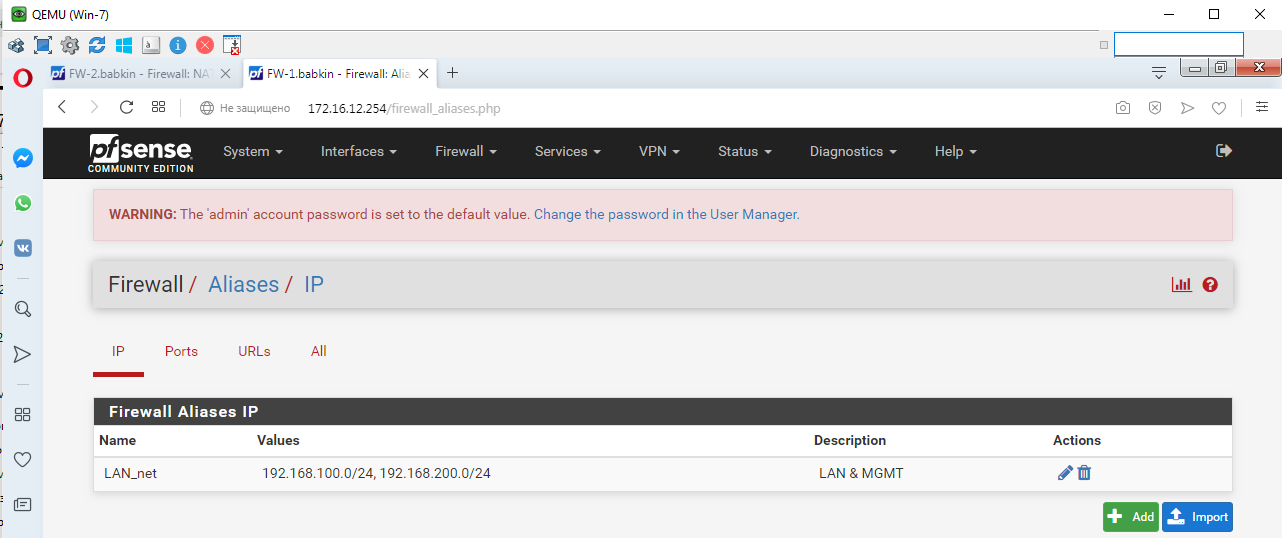 QEMU (Win-7)
FW-2.babkin - Firewall: NA
FW-1.babkin - Firewall: Alia
Не защищено 172.16.12.254/firewall_aliases.php
pfsense
COMMUNITY EDITION
System Interfaces Firewall Services VPN Status Diagnostics Help
WARNING: The 'admin' account password is set to the default value. Change the password in the User Manager.
Firewall / Aliases / IP
IP Ports URLs All
Firewall Aliases IP
Name Values Description Actions
LAN_net 192.168.100.0/24, 192.168.200.0/24 LAN & MGMT
Add Import